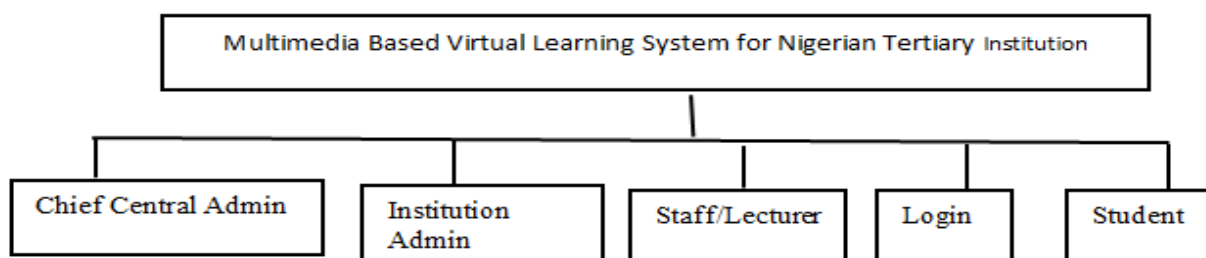 Multimedia Based Virtual Learning System for Nigerian Tertiary Institution
Chief Central Admin
Institution
Admin
Staff/Lecturer
Login
Student